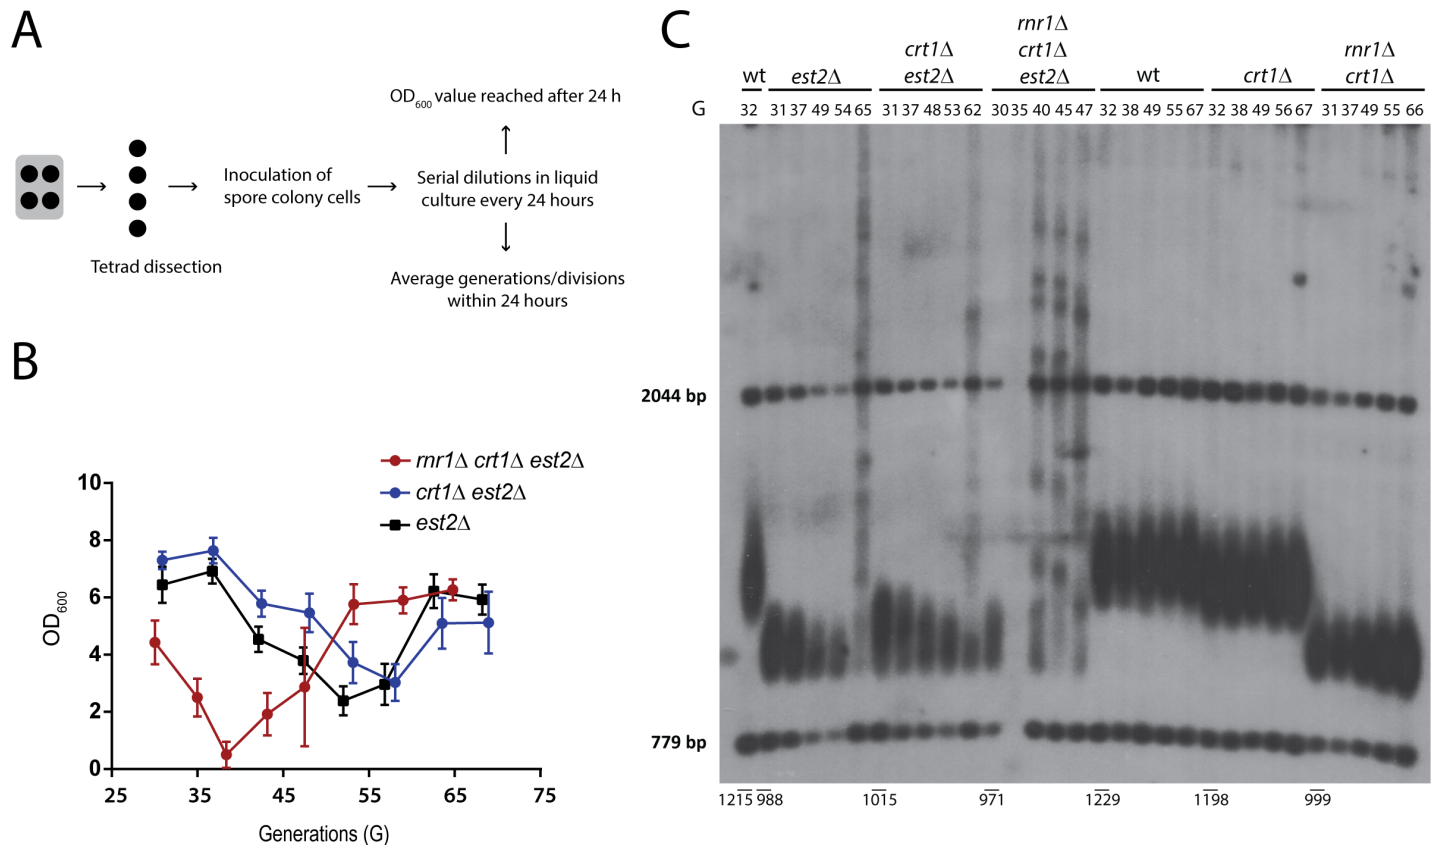 A
OD600 value reached after 24 h
Inoculation of
spore colony cells
Serial dilutions in liquid
culture every 24 hours
Tetrad dissection
Average generations/divisions
within 24 hours
B
rnr1Δ crt1Δ est2Δ
crt1Δ est2Δ
est2Δ
OD600
10
8
6
4
2
0
25 35 45 55 65 75
Generations (G)
C
rnr1Δ
crt1Δ crt1Δ rnr1Δ
wt est2Δ est2Δ est2Δ wt crt1Δ crt1Δ
G 32 31 37 49 54 65 31 37 48 53 62 30 35 40 45 47 32 38 49 55 67 32 38 49 56 67 31 37 49 55 66
2044 bp
779 bp
1215 988 1015 971 1229 1198 999